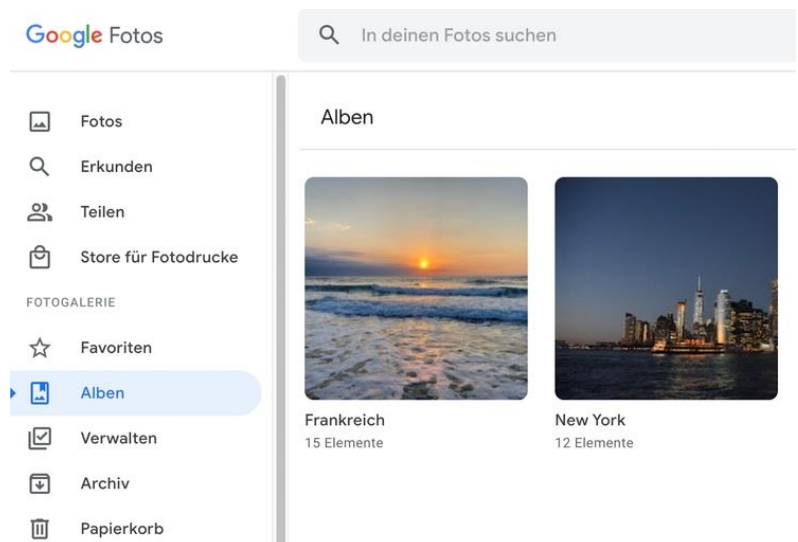 Google Fotos
In deinen Fotos suchen
Fotos
Erkunden
Teilen
Store für Fotodrucke
FOTOGALERIE
Favoriten
Alben
Verwalten
Archiv
Papierkorb
Alben
Frankreich
15 Elemente
New York
12 Elemente